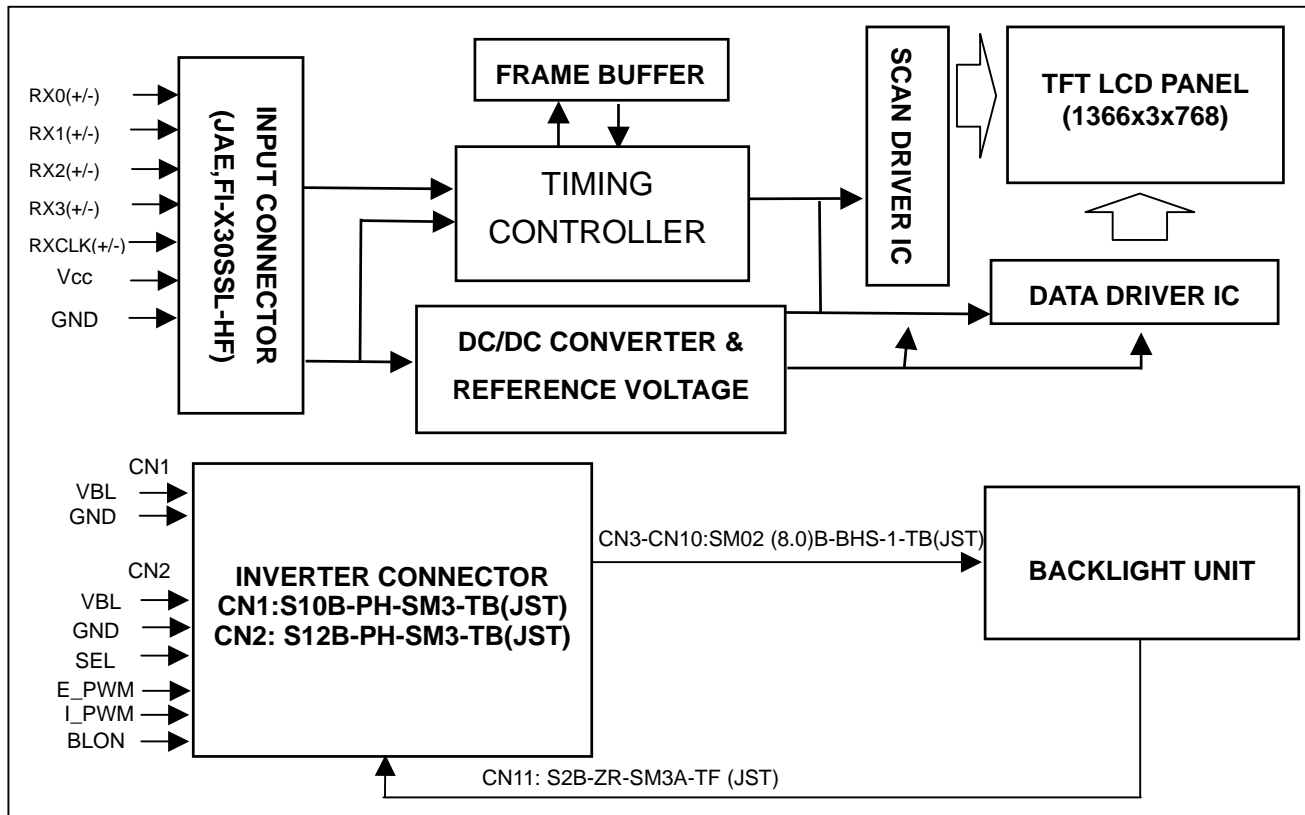 RX0(+/-)
RX1(+/-)
RX2(+/-)
RX3(+/-)
RXCLK(+/-)
Vcc
GND
INPUT CONNECTOR
(JAE,FI-X30SSL-HF)
FRAME BUFFER
TIMING
CONTROLLER
SCAN DRIVER IC
TFT LCD PANEL
(1366x3x768)
DATA DRIVER IC
DC/DC CONVERTER &
REFERENCE VOLTAGE
CN1
VBL
GND
CN2
VBL
GND
SEL
E_PWM
I_PWM
BLON
INVERTER CONNECTOR
CN1:S10B-PH-SM3-TB(JST)
CN2: S12B-PH-SM3-TB(JST)
CN3-CN10:SM02 (8.0)B-BHS-1-TB(JST)
BACKLIGHT UNIT
CN11: S2B-ZR-SM3A-TF (JST)